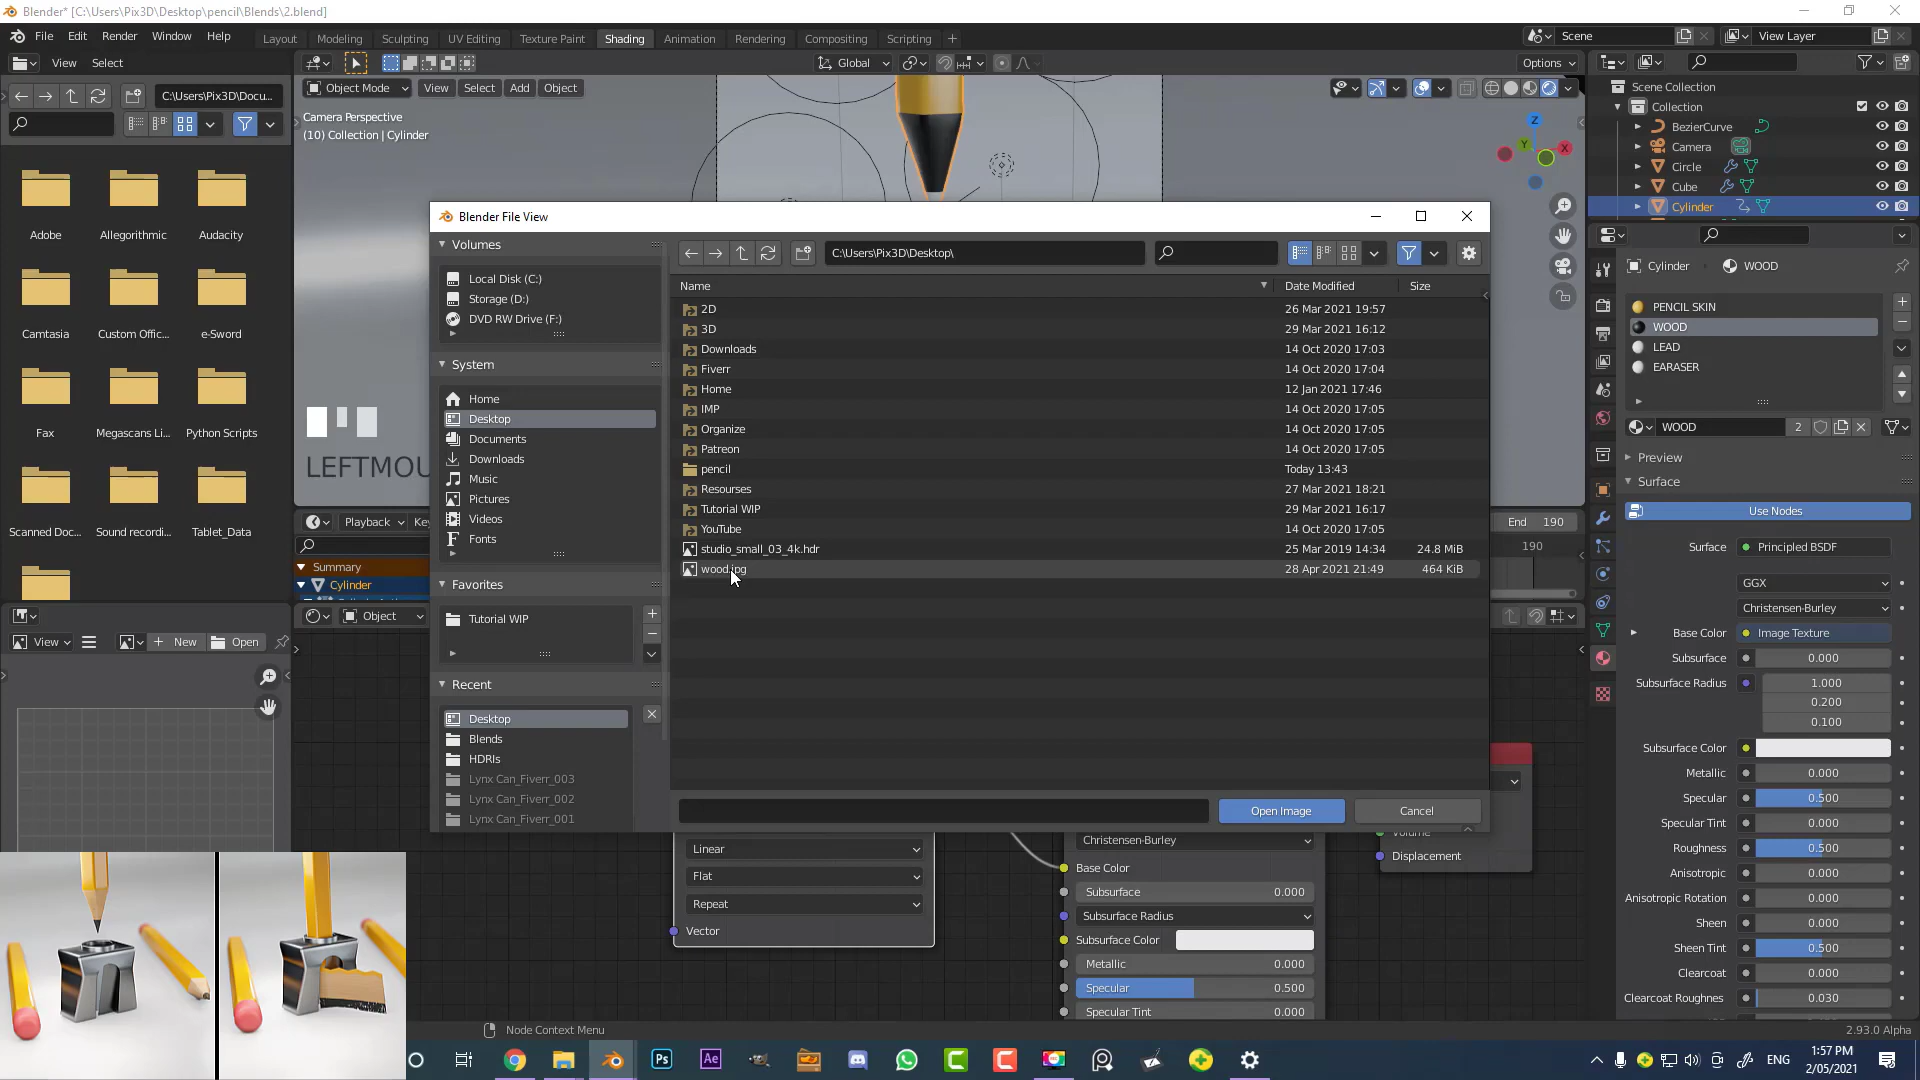 Blender* [C:\Users\Pix3D\Desktop\pencil\Blends\2.blend]
File Edit Render Window Help
Layout Modeling Sculpting UV Editing Texture Paint Shading Animation Rendering Compositing Scripting
Scene View Layer
View Select
Global Options
C:\Users\Pix3D\Docu...
Object Mode View Select Add Object
Camera Perspective
(10) Collection | Cylinder
Z
Y
X
Scene Collection
Collection
BezierCurve
Camera
Circle
Cube
Cylinder
Adobe Allegorithmic Audacity
Camtasia Custom Offic... e-Sword
Fax Megascans Li... Python Scripts
Scanned Doc... Sound recordi... Tablet_Data
LEFTMOU
Blender File View
Volumes
Local Disk (C:)
Storage (D:)
DVD RW Drive (F:)
System
Home
Desktop
Documents
Downloads
Music
Pictures
Videos
Fonts
Favorites
Tutorial WIP
Recent
Desktop
Blends
HDRIs
Lynx Can_Fiverr_003
Lynx Can_Fiverr_002
Lynx Can_Fiverr_001
C:\Users\Pix3D\Desktop\
Name Date Modified Size
2D 26 Mar 2021 19:57
3D 29 Mar 2021 16:12
Downloads 14 Oct 2020 17:03
Fiverr 14 Oct 2020 17:04
Home 12 Jan 2021 17:46
IMP 14 Oct 2020 17:05
Organize 14 Oct 2020 17:05
Patreon 14 Oct 2020 17:05
pencil Today 13:43
Resourses 27 Mar 2021 18:21
Tutorial WIP 29 Mar 2021 16:17
YouTube 14 Oct 2020 17:05
studio_small_03_4k.hdr 25 Mar 2019 14:34 24.8 MiB
wood.jpg 28 Apr 2021 21:49 464 KiB
Open Image Cancel
Playback Key
Summary
Cylinder
Object
View New Open
End 190
190
Linear
Flat
Repeat
Vector
Christensen-Burley
Base Color
Subsurface 0.000
Subsurface Radius
Subsurface Color
Metallic 0.000
Specular 0.500
Specular Tint 0.000
Volume
Displacement
Cylinder WOOD
PENCIL SKIN
WOOD
LEAD
EARASER
WOOD 2
Preview
Surface
Use Nodes
Surface Principled BSDF
GGX
Christensen-Burley
Base Color Image Texture
Subsurface 0.000
Subsurface Radius 1.000
0.200
0.100
Subsurface Color
Metallic 0.000
Specular 0.500
Specular Tint 0.000
Roughness 0.500
Anisotropic 0.000
Anisotropic Rotation 0.000
Sheen 0.000
Sheen Tint 0.500
Clearcoat 0.000
Clearcoat Roughness 0.030
Node Context Menu
2.93.0 Alpha
Ps Ae
ENG
1:57 PM
2/05/2021